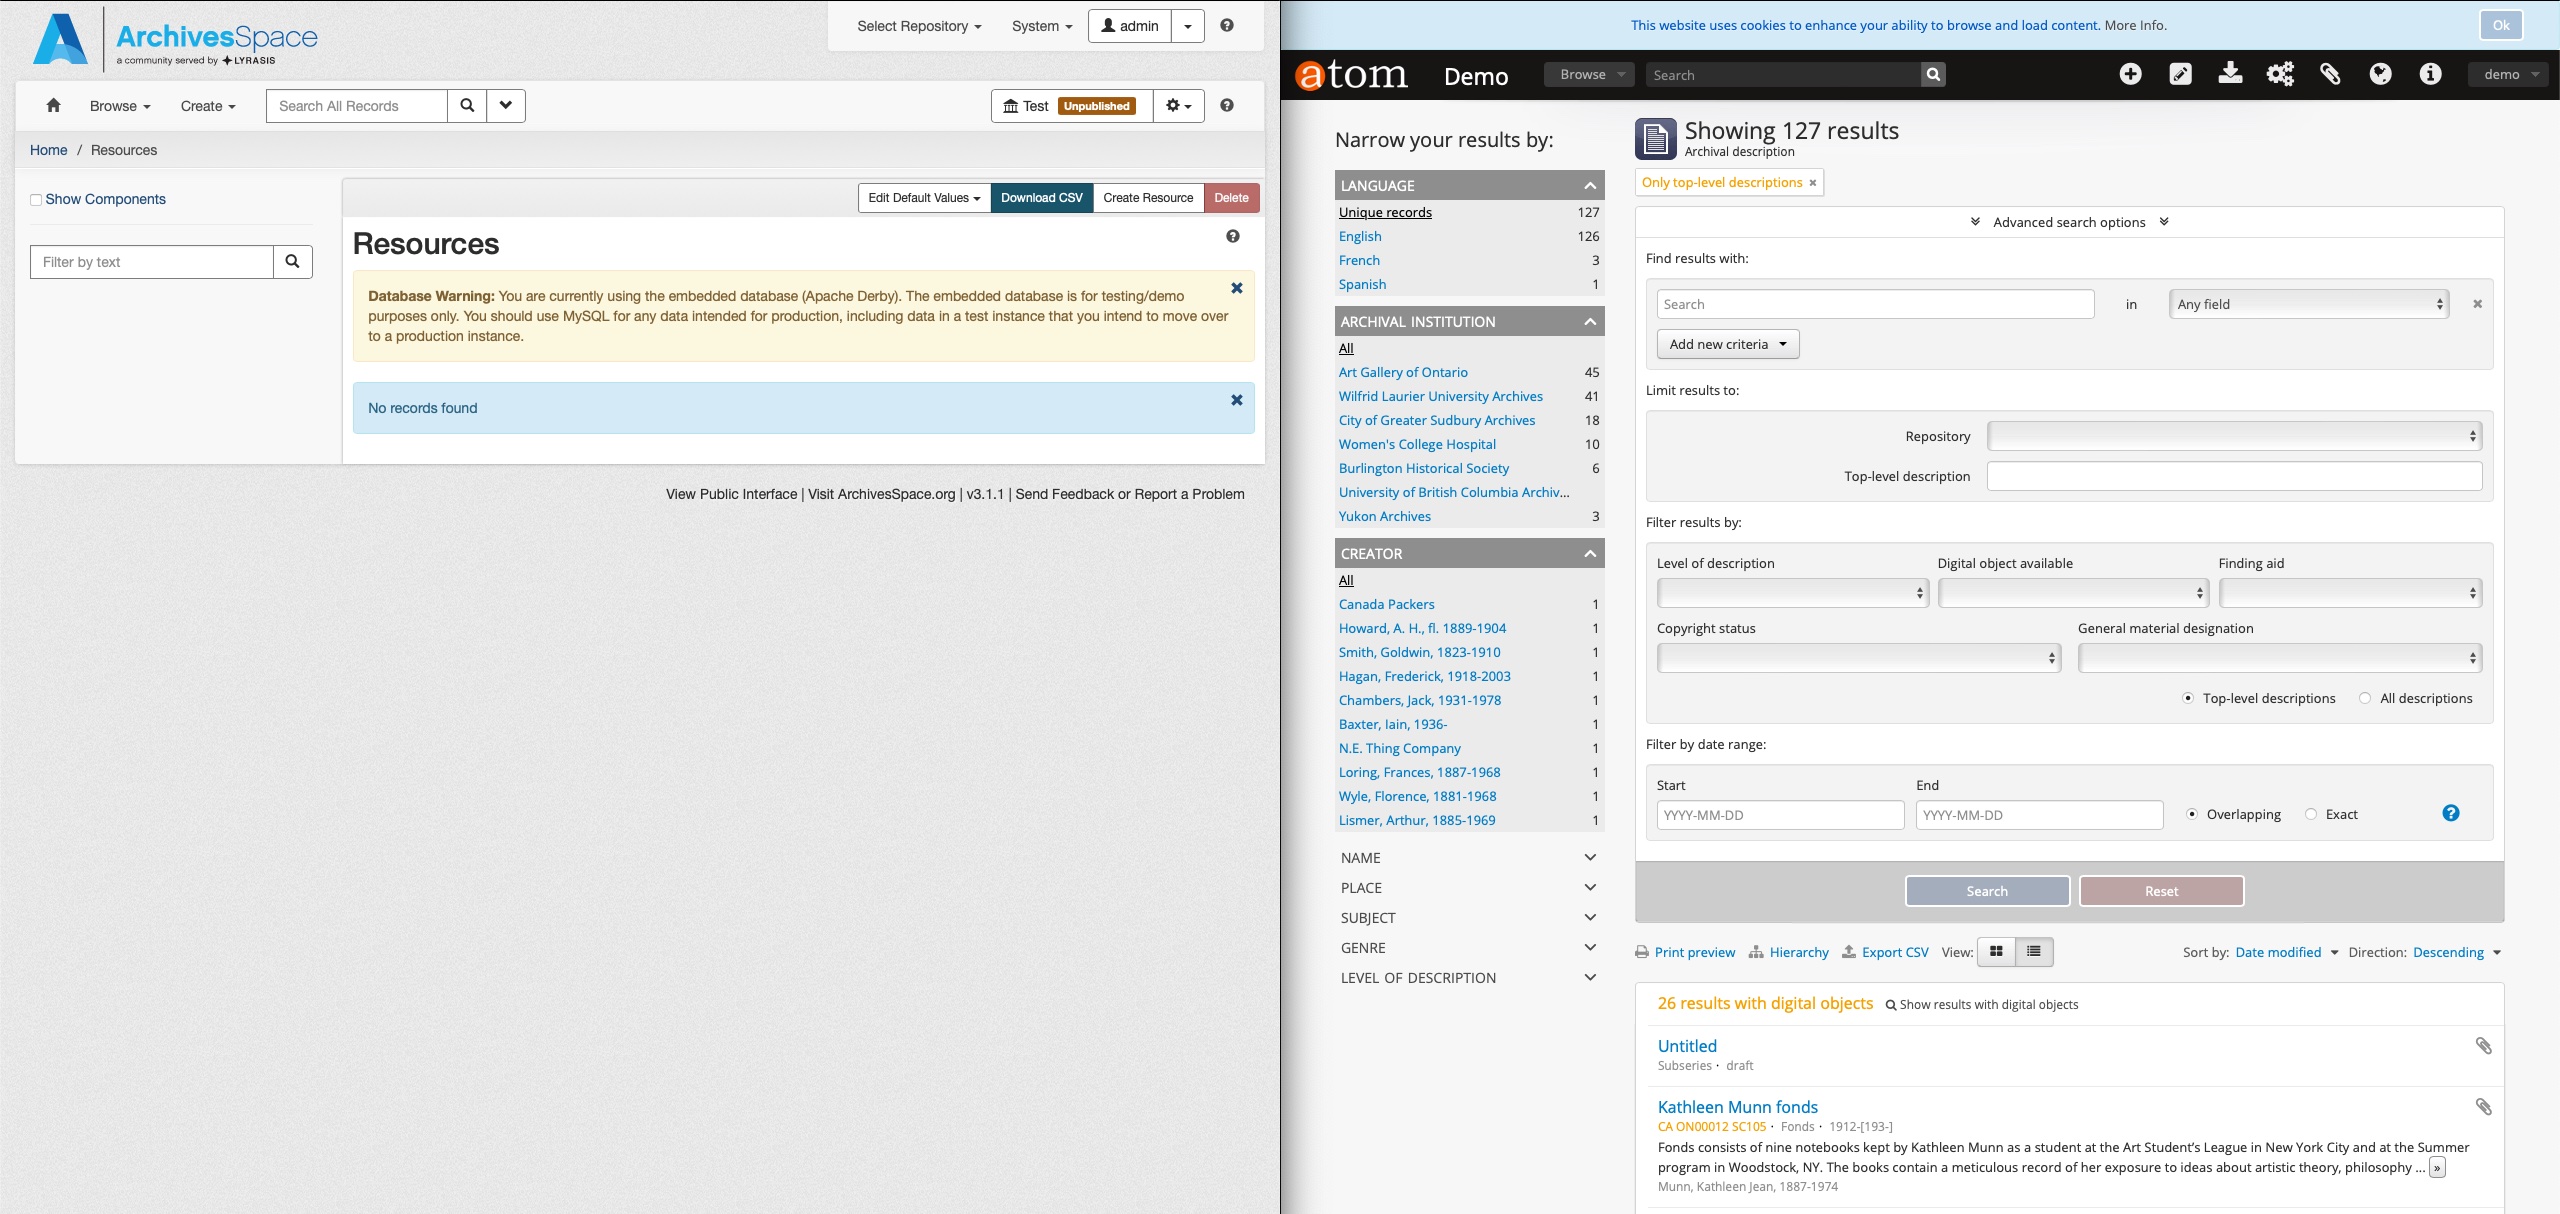 ArchivesSpace
a community served by LYRASIS
Select Repository
System
admin
Browse
Create
Search All Records
Test Unpublished
Home / Resources
Show Components
Filter by text
Edit Default Values
Download CSV
Create Resource
Delete
Resources
Database Warning: You are currently using the embedded database (Apache Derby). The embedded database is for testing/demo
purposes only. You should use MySQL for any data intended for production, including data in a test instance that you intend to move over
to a production instance.
No records found
View Public Interface | Visit ArchivesSpace.org | v3.1.1 | Send Feedback or Report a Problem
This website uses cookies to enhance your ability to browse and load content. More Info.
Ok
atom
Demo
Browse
Search
demo
Narrow your results by:
LANGUAGE
Unique records 127
English 126
French 3
Spanish 1
ARCHIVAL INSTITUTION
All
Art Gallery of Ontario 45
Wilfrid Laurier University Archives 41
City of Greater Sudbury Archives 18
Women's College Hospital 10
Burlington Historical Society 6
University of British Columbia Archiv...
Yukon Archives 3
CREATOR
All
Canada Packers 1
Howard, A. H., fl. 1889-1904 1
Smith, Goldwin, 1823-1910 1
Hagan, Frederick, 1918-2003 1
Chambers, Jack, 1931-1978 1
Baxter, Iain, 1936- 1
N.E. Thing Company 1
Loring, Frances, 1887-1968 1
Wyle, Florence, 1881-1968 1
Lismer, Arthur, 1885-1969 1
NAME
PLACE
SUBJECT
GENRE
LEVEL OF DESCRIPTION
Showing 127 results
Archival description
Only top-level descriptions
Advanced search options
Find results with:
Search in Any field
Add new criteria
Limit results to:
Repository
Top-level description
Filter results by:
Level of description Digital object available Finding aid
Copyright status General material designation
Top-level descriptions All descriptions
Filter by date range:
Start End
YYYY-MM-DD YYYY-MM-DD Overlapping Exact
Search Reset
Print preview Hierarchy Export CSV View: Sort by: Date modified Direction: Descending
26 results with digital objects Show results with digital objects
Untitled
Subseries · draft
Kathleen Munn fonds
CA ON00012 SC105 · Fonds · 1912-[193-]
Fonds consists of nine notebooks kept by Kathleen Munn as a student at the Art Student's League in New York City and at the Summer
program in Woodstock, NY. The books contain a meticulous record of her exposure to ideas about artistic theory, philosophy ... »
Munn, Kathleen Jean, 1887-1974